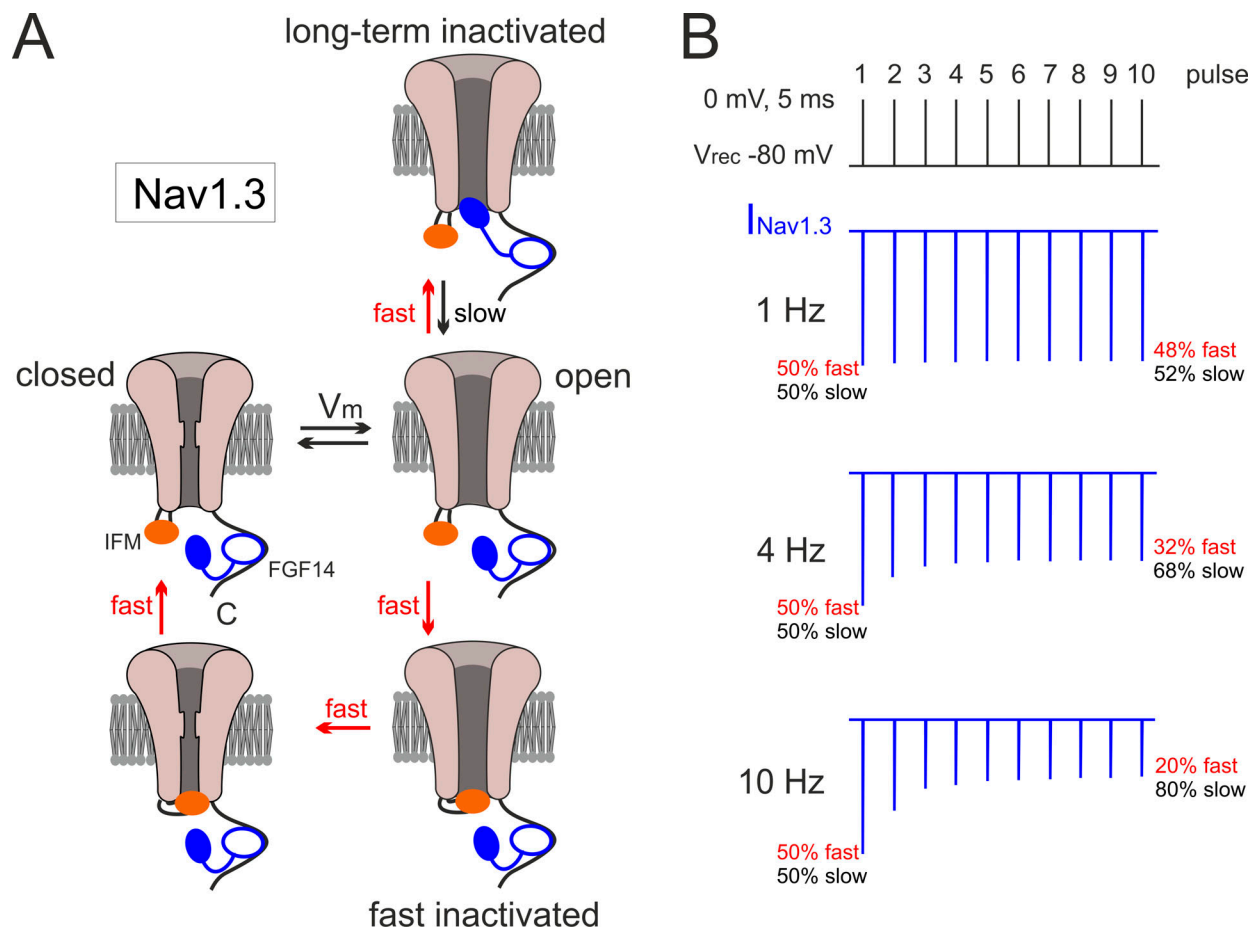 A
long-term inactivated
Nav1.3
fast
slow
closed
open
Vm
IFM
FGF14
C
fast
fast
fast
fast inactivated
B
1 2 3 4 5 6 7 8 9 10 pulse
0 mV, 5 ms
Vrec -80 mV
INav1.3
1 Hz
50% fast
50% slow
48% fast
52% slow
4 Hz
50% fast
50% slow
32% fast
68% slow
10 Hz
50% fast
50% slow
20% fast
80% slow